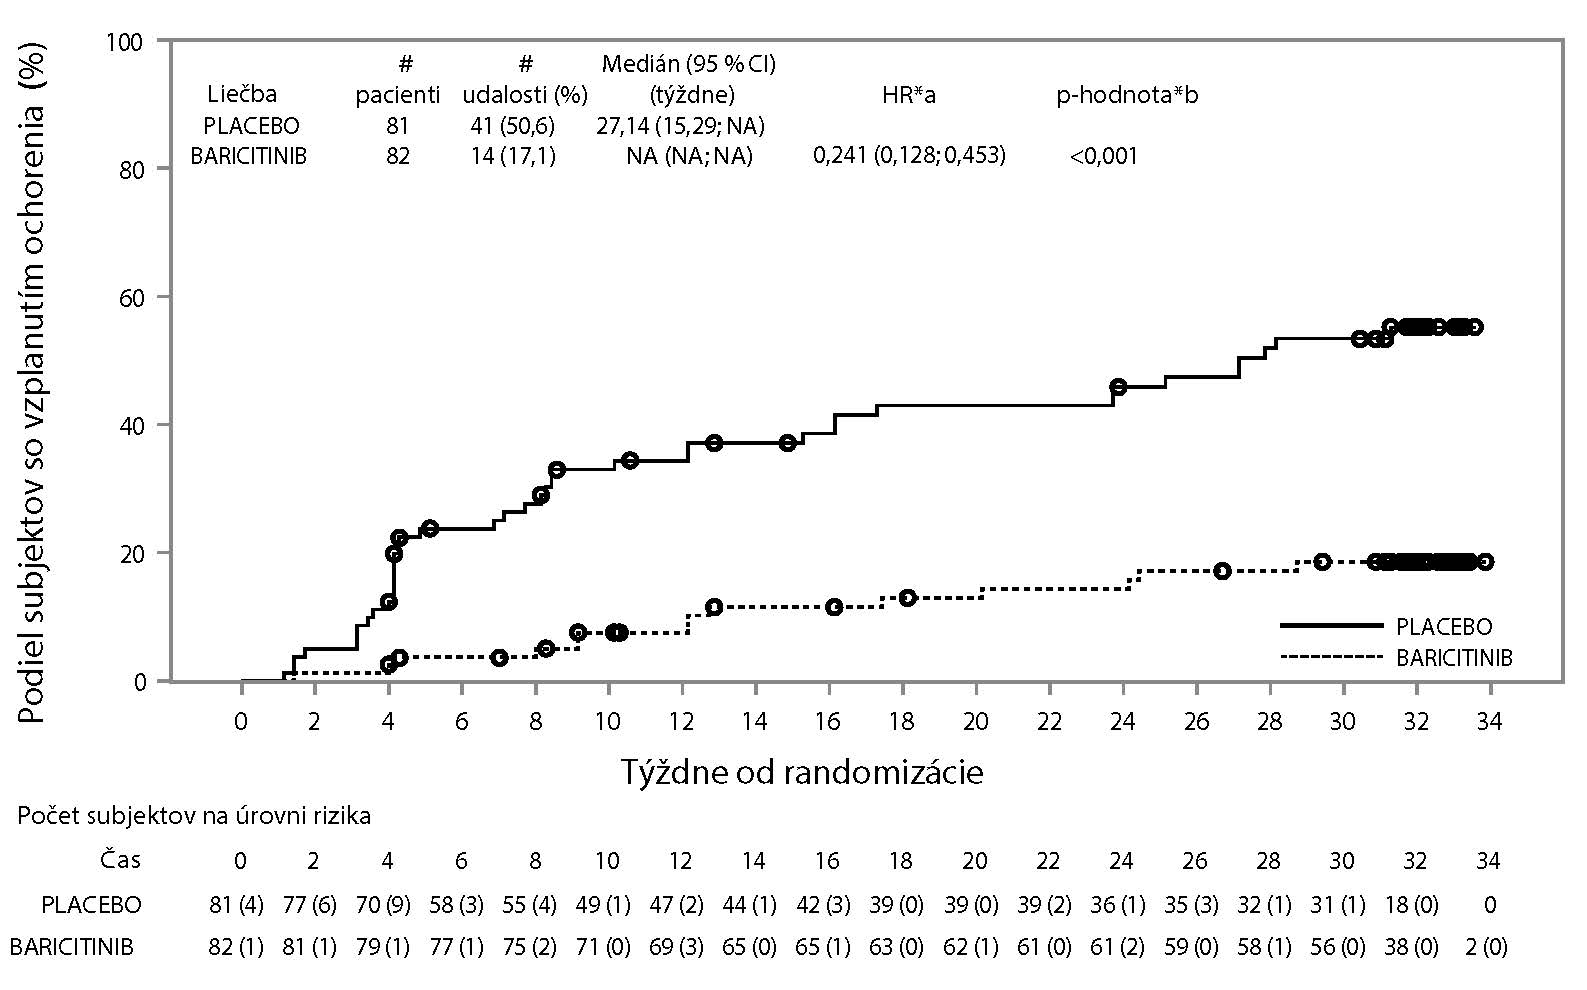 Podiel subjektov so vzplanutím ochorenia (%)
100
80
60
40
20
0
# # Medián (95 % CI)
Liečba pacienti udalosti (%) (týždne) HR*a p-hodnota*b
PLACEBO 81 41 (50,6) 27,14 (15,29; NA)
BARICITINIB 82 14 (17,1) NA (NA; NA) 0,241 (0,128; 0,453) <0,001
PLACEBO
BARICITINIB
0 2 4 6 8 10 12 14 16 18 20 22 24 26 28 30 32 34
Týždne od randomizácie
Počet subjektov na úrovni rizika
Čas 0 2 4 6 8 10 12 14 16 18 20 22 24 26 28 30 32 34
PLACEBO 81 (4) 77 (6) 70 (9) 58 (3) 55 (4) 49 (1) 47 (2) 44 (1) 42 (3) 39 (0) 39 (0) 39 (2) 36 (1) 35 (3) 32 (1) 31 (1) 18 (0) 0
BARICITINIB 82 (1) 81 (1) 79 (1) 77 (1) 75 (2) 71 (0) 69 (3) 65 (0) 65 (1) 63 (0) 62 (1) 61 (0) 61 (2) 59 (0) 58 (1) 56 (0) 38 (0) 2 (0)